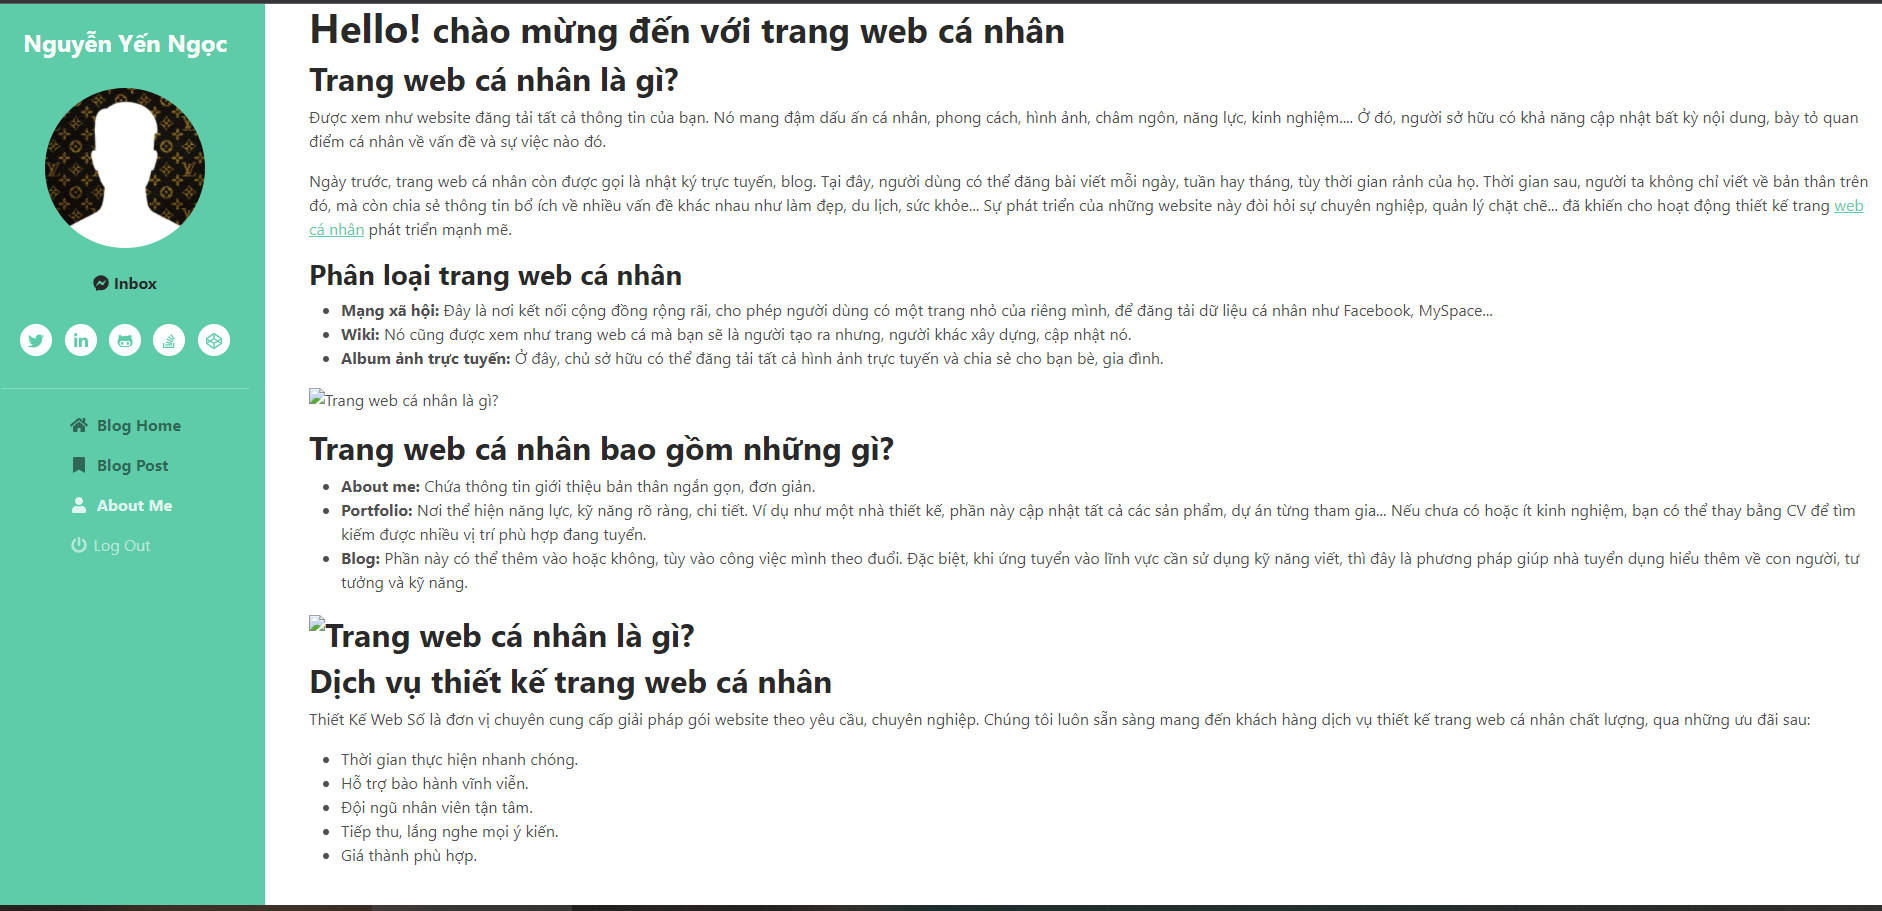 Nguyễn Yến Ngọc
Inbox
Blog Home
Blog Post
About Me
Log Out
Hello! chào mừng đến với trang web cá nhân
Trang web cá nhân là gì?
Được xem như website đăng tải tất cả thông tin của bạn. Nó mang đậm dấu ấn cá nhân, phong cách, hình ảnh, châm ngôn, năng lực, kinh nghiệm.... Ở đó, người sở hữu có khả năng cập nhật bất kỳ nội dung, bày tỏ quan
điểm cá nhân về vấn đề và sự việc nào đó.
Ngày trước, trang web cá nhân còn được gọi là nhật ký trực tuyến, blog. Tại đây, người dùng có thể đăng bài viết mỗi ngày, tuần hay tháng, tùy thời gian rảnh của họ. Thời gian sau, người ta không chỉ viết về bản thân trên
đó, mà còn chia sẻ thông tin bổ ích về nhiều vấn đề khác nhau như làm đẹp, du lịch, sức khỏe... Sự phát triển của những website này đòi hỏi sự chuyên nghiệp, quản lý chặt chẽ... đã khiến cho hoạt động thiết kế trang web
cá nhân phát triển mạnh mẽ.
Phân loại trang web cá nhân
• Mạng xã hội: Đây là nơi kết nối cộng đồng rộng rãi, cho phép người dùng có một trang nhỏ của riêng mình, để đăng tải dữ liệu cá nhân như Facebook, MySpace...
• Wiki: Nó cũng được xem như trang web cá mà bạn sẽ là người tạo ra nhưng, người khác xây dựng, cập nhật nó.
• Album ảnh trực tuyến: Ở đây, chủ sở hữu có thể đăng tải tất cả hình ảnh trực tuyến và chia sẻ cho bạn bè, gia đình.
Trang web cá nhân là gì?
Trang web cá nhân bao gồm những gì?
• About me: Chứa thông tin giới thiệu bản thân ngắn gọn, đơn giản.
• Portfolio: Nơi thể hiện năng lực, kỹ năng rõ ràng, chi tiết. Ví dụ như một nhà thiết kế, phần này cập nhật tất cả các sản phẩm, dự án từng tham gia... Nếu chưa có hoặc ít kinh nghiệm, bạn có thể thay bằng CV để tìm
kiếm được nhiều vị trí phù hợp đang tuyển.
• Blog: Phần này có thể thêm vào hoặc không, tùy vào công việc mình theo đuổi. Đặc biệt, khi ứng tuyển vào lĩnh vực cần sử dụng kỹ năng viết, thì đây là phương pháp giúp nhà tuyển dụng hiểu thêm về con người, tư
tưởng và kỹ năng.
Trang web cá nhân là gì?
Dịch vụ thiết kế trang web cá nhân
Thiết Kế Web Số là đơn vị chuyên cung cấp giải pháp gói website theo yêu cầu, chuyên nghiệp. Chúng tôi luôn sẵn sàng mang đến khách hàng dịch vụ thiết kế trang web cá nhân chất lượng, qua những ưu đãi sau:
• Thời gian thực hiện nhanh chóng.
• Hỗ trợ bào hành vĩnh viễn.
• Đội ngũ nhân viên tận tâm.
• Tiếp thu, lắng nghe mọi ý kiến.
• Giá thành phù hợp.